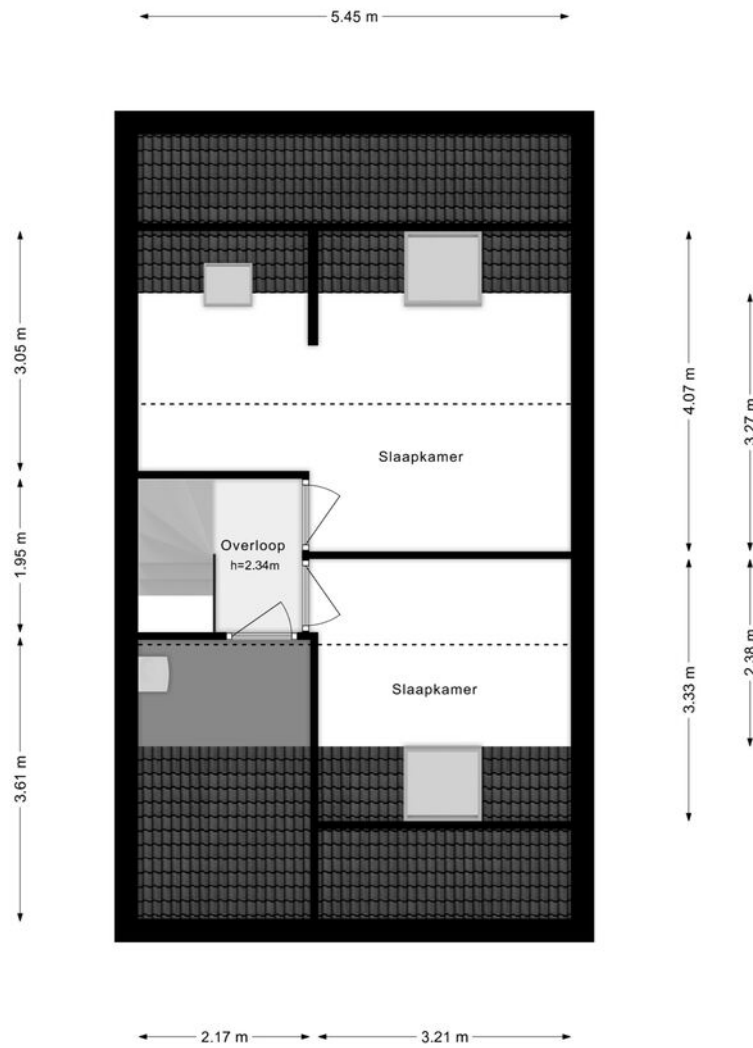 5.45 m
3.05 m
4.07 m
3.27 m
Slaapkamer
1.95 m
Overloop
h=2.34m
2.38 m
3.33 m
Slaapkamer
3.61 m
2.17 m
3.21 m